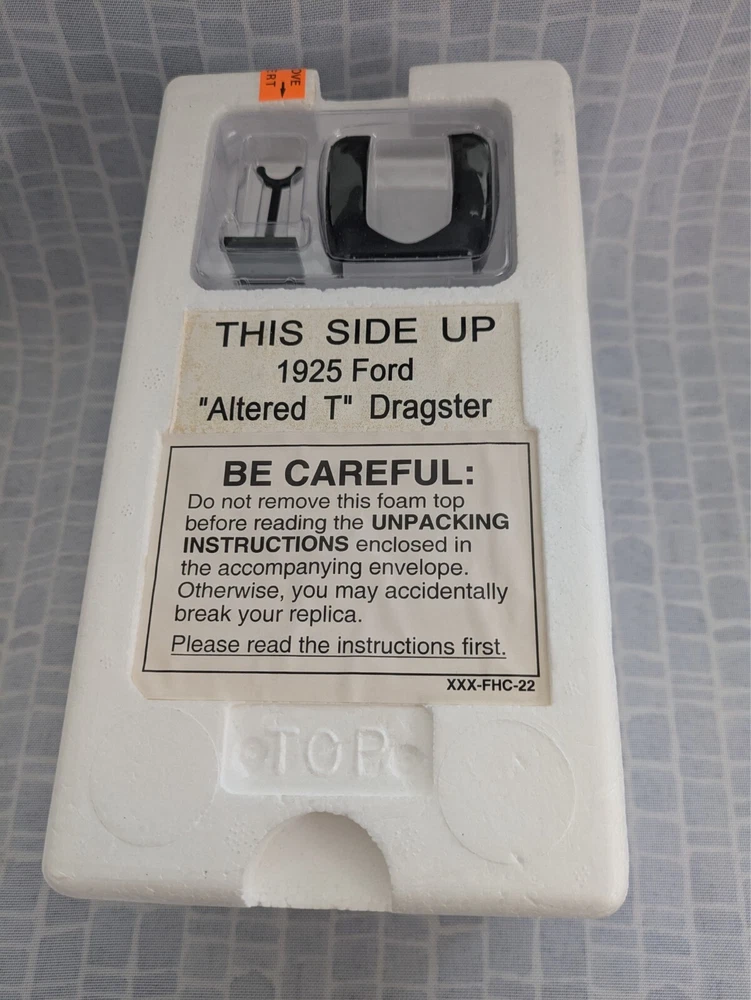 THIS SIDE UP
1925 Ford
"Altered T" Dragster
BE CAREFUL:
Do not remove this foam top
before reading the UNPACKING
INSTRUCTIONS enclosed in
the accompanying envelope.
Otherwise, you may accidentally
break your replica.
Please read the instructions first.
XXX-FHC-22
TOP